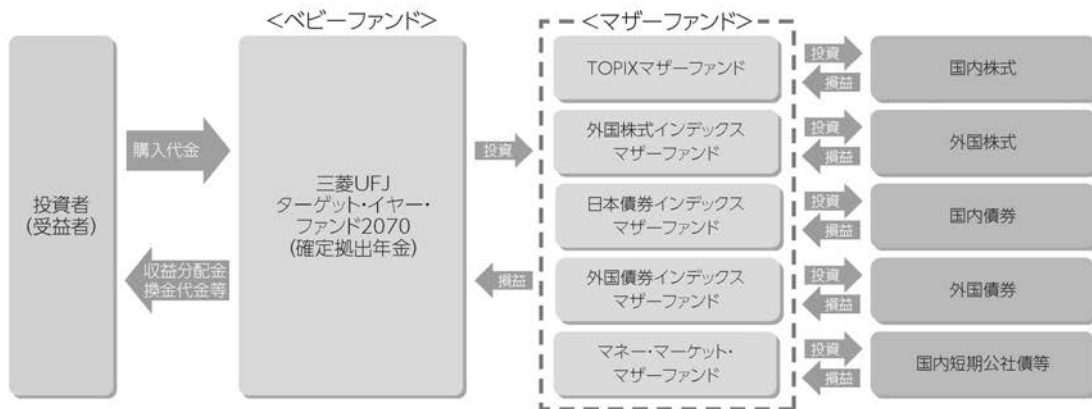 <ベビーファンド>
<マザーファンド>
投資者
(受益者)
購入代金
収益分配金
換金代金等
三菱UFJ
ターゲット・イヤー・
ファンド2070
(確定拠出年金)
投資
損益
TOPIXマザーファンド
投資
損益
国内株式
外国株式インデックス
マザーファンド
投資
損益
外国株式
日本債券インデックス
マザーファンド
投資
損益
国内債券
外国債券インデックス
マザーファンド
投資
損益
外国債券
マネー・マーケット・
マザーファンド
投資
損益
国内短期公社債等